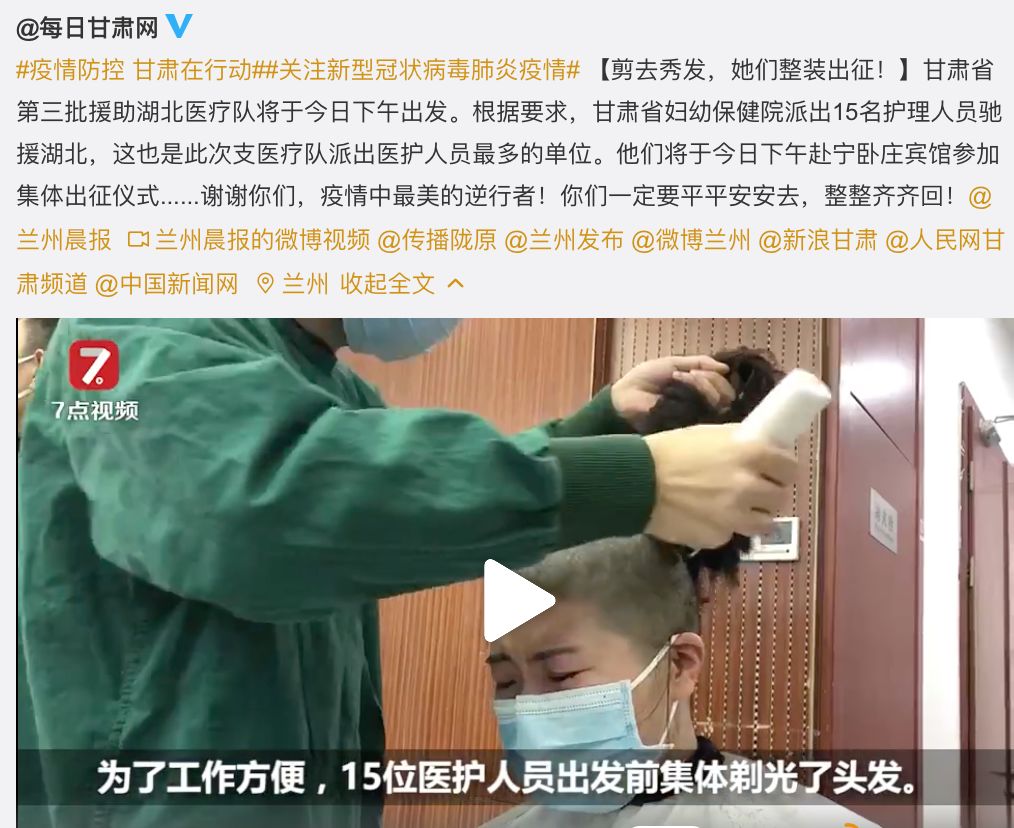 @每日甘肃网
#疫情防控 甘肃在行动##关注新型冠状病毒肺炎疫情# 【剪去秀发，她们整装出征！】甘肃省
第三批援助湖北医疗队将于今日下午出发。根据要求，甘肃省妇幼保健院派出15名护理人员驰
援湖北，这也是此次支医疗队派出医护人员最多的单位。他们将于今日下午赴宁卧庄宾馆参加
集体出征仪式......谢谢你们，疫情中最美的逆行者！你们一定要平平安安去，整整齐齐回！@
兰州晨报 兰州晨报的微博视频 @传播陇原 @兰州发布 @微博兰州 @新浪甘肃 @人民网甘
肃频道 @中国新闻网 兰州 收起全文
7
7点视频
为了工作方便，15位医护人员出发前集体剃光了头发。